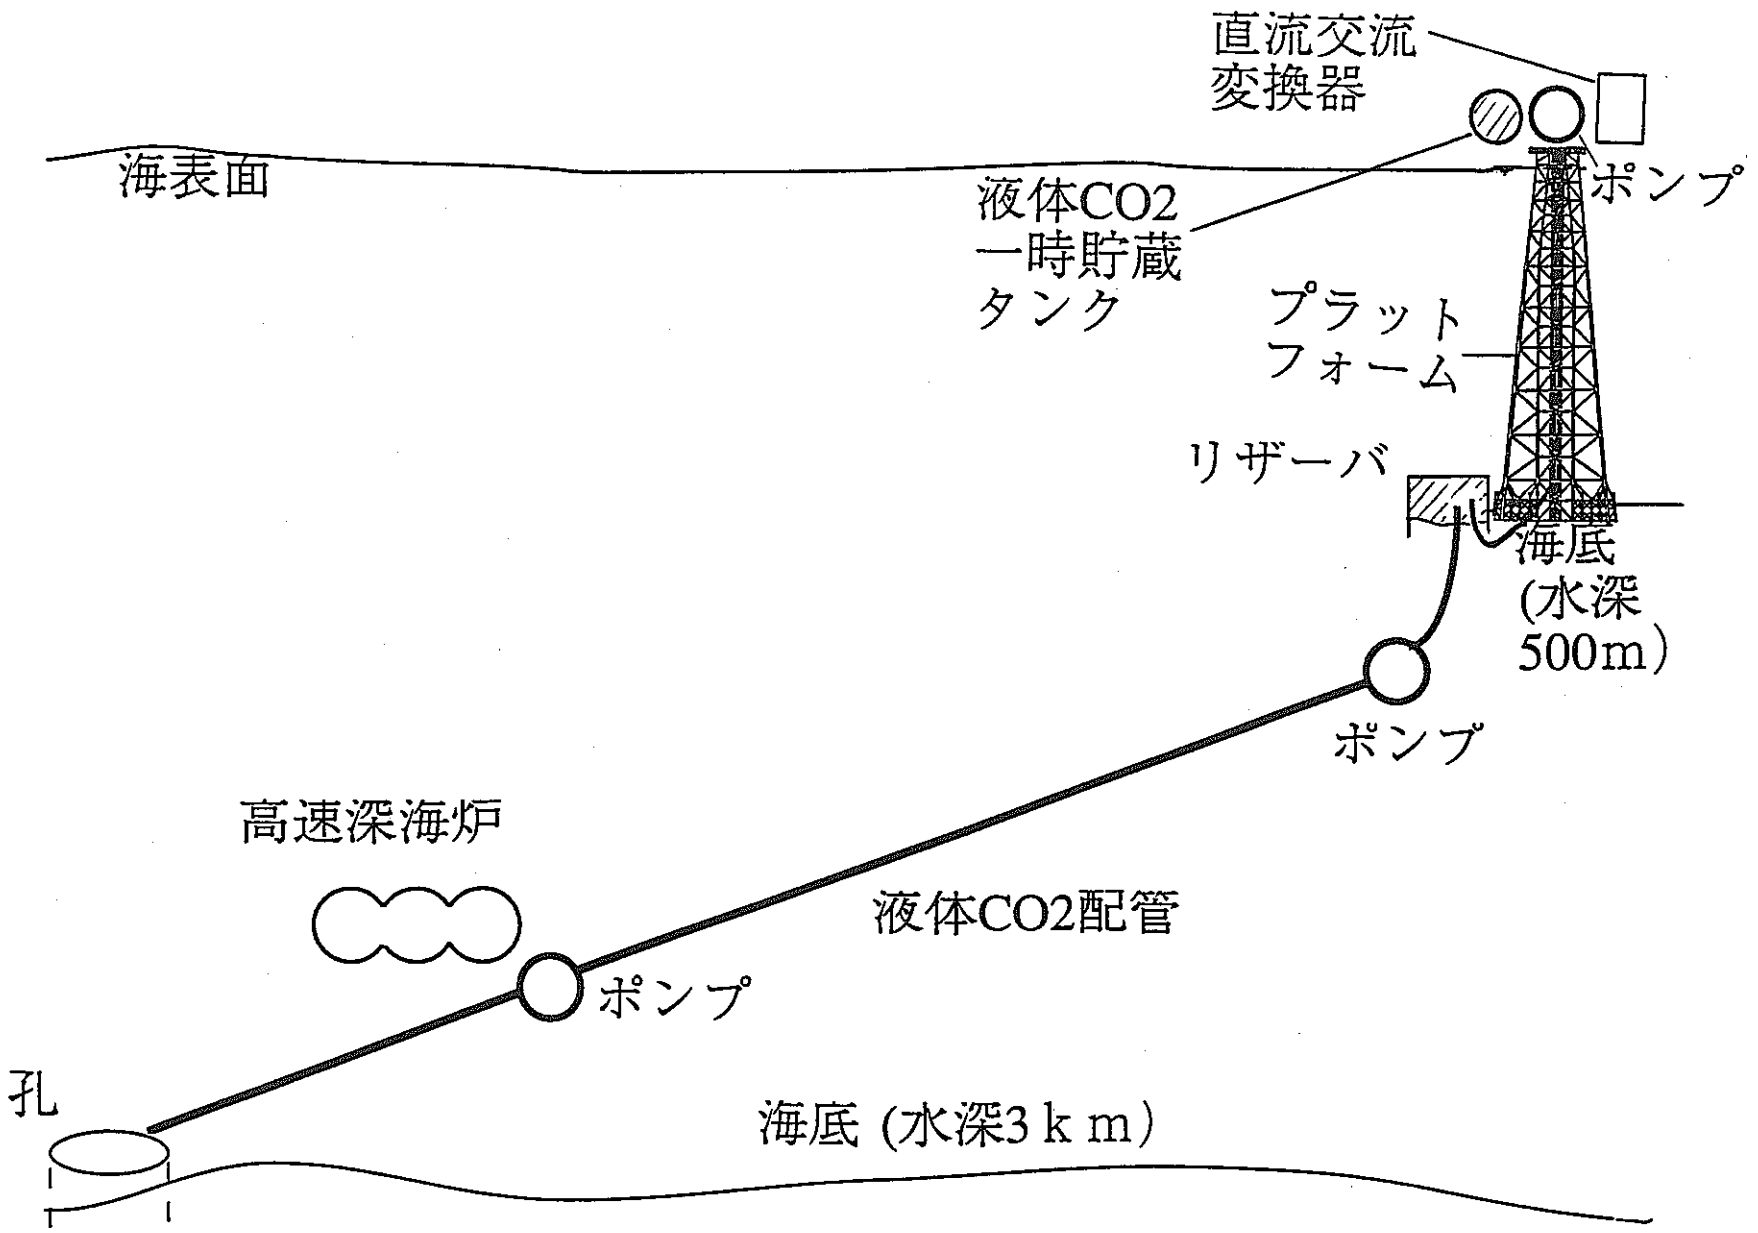 直流交流
変換器
海表面
ポンプ
液体CO2
一時貯蔵
タンク
プラット
フォーム
リザーバ
海底
(水深
500m)
ポンプ
高速深海炉
液体CO2配管
ポンプ
孔
海底 (水深3km)